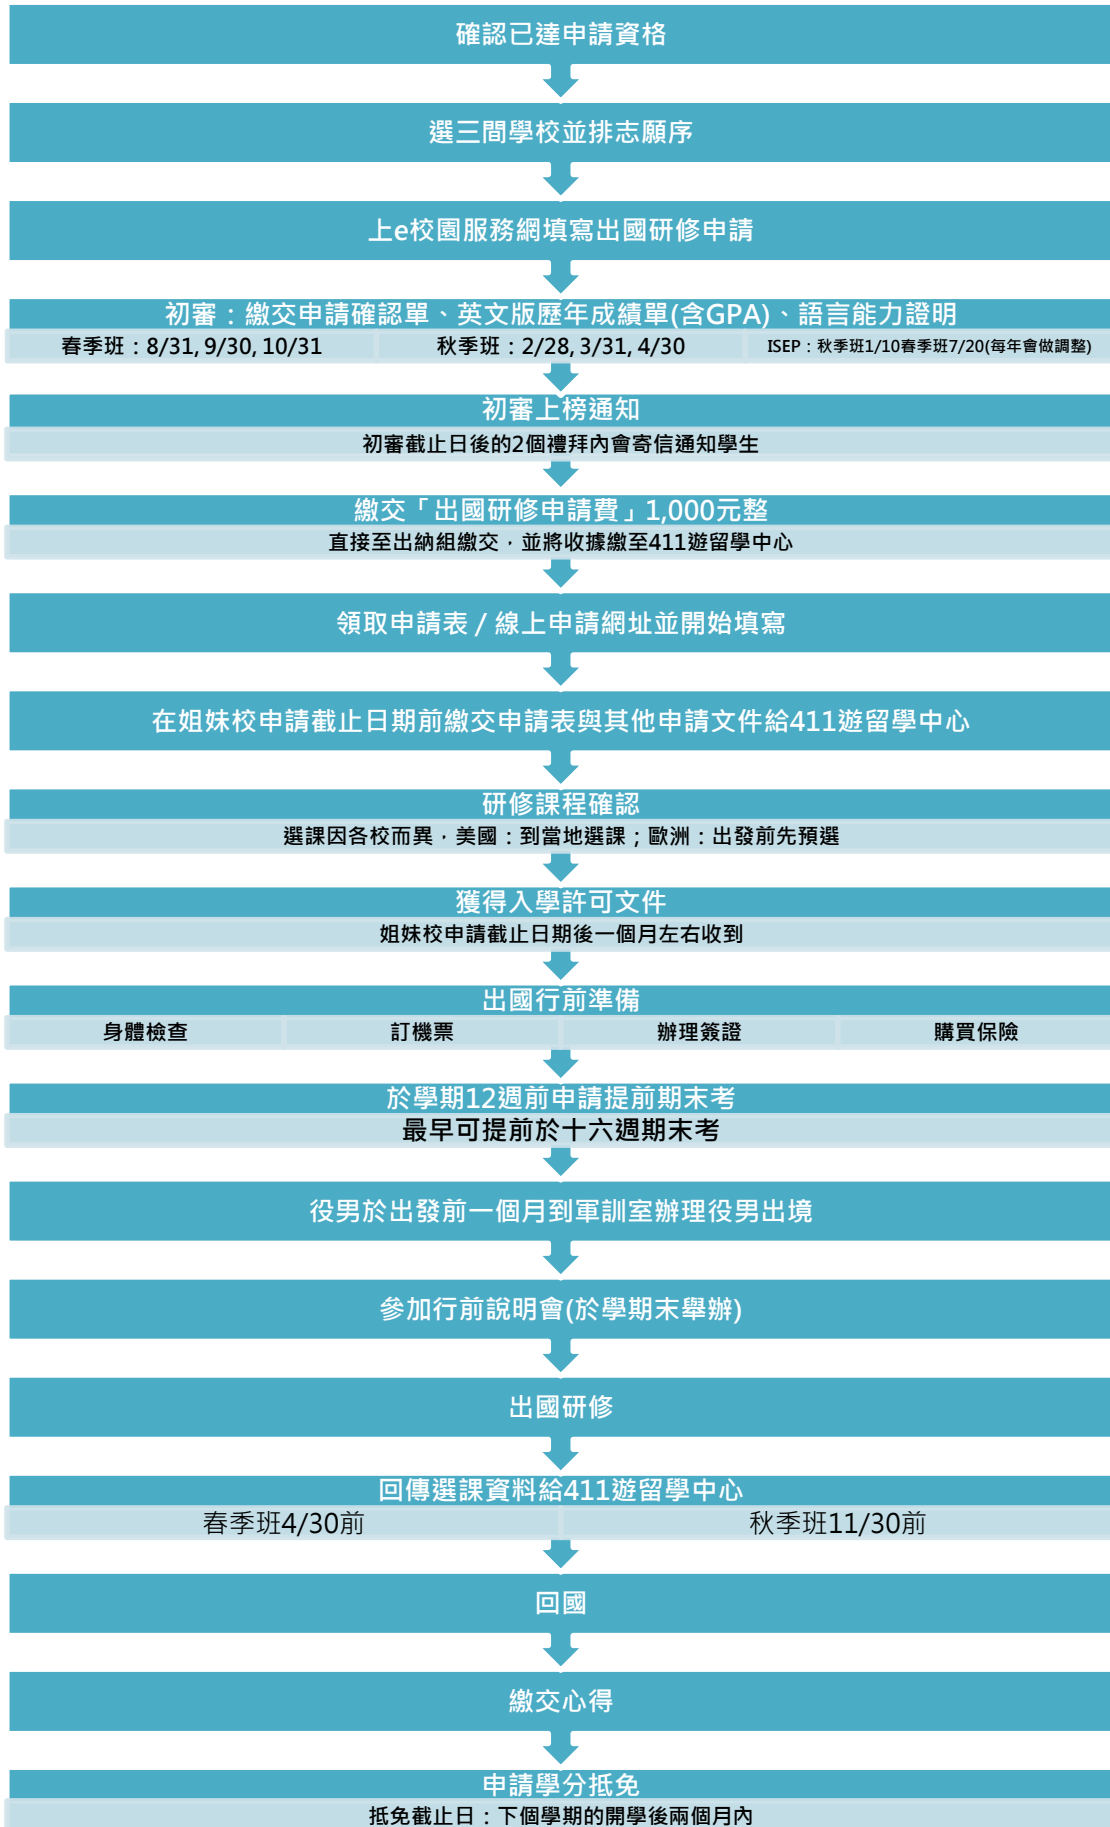 確認已達申請資格
選三間學校並排志願序
上e校園服務網填寫出國研修申請
初審：繳交申請確認單、英文版歷年成績單(含GPA)、語言能力證明
春季班：8/31, 9/30, 10/31
秋季班：2/28, 3/31, 4/30
ISEP：秋季班1/10春季班7/20(每年會做調整)
初審上榜通知
初審截止日後的2個禮拜內會寄信通知學生
繳交「出國研修申請費」1,000元整
直接至出納組繳交，並將收據繳至411遊留學中心
領取申請表 / 線上申請網址並開始填寫
在姐妹校申請截止日期前繳交申請表與其他申請文件給411遊留學中心
研修課程確認
選課因各校而異，美國：到當地選課；歐洲：出發前先預選
獲得入學許可文件
姐妹校申請截止日期後一個月左右收到
出國行前準備
身體檢查
訂機票
辦理簽證
購買保險
於學期12週前申請提前期末考
最早可提前於十六週期末考
役男於出發前一個月到軍訓室辦理役男出境
參加行前說明會(於學期末舉辦)
出國研修
回傳選課資料給411遊留學中心
春季班4/30前
秋季班11/30前
回國
繳交心得
申請學分抵免
抵免截止日：下個學期的開學後兩個月內